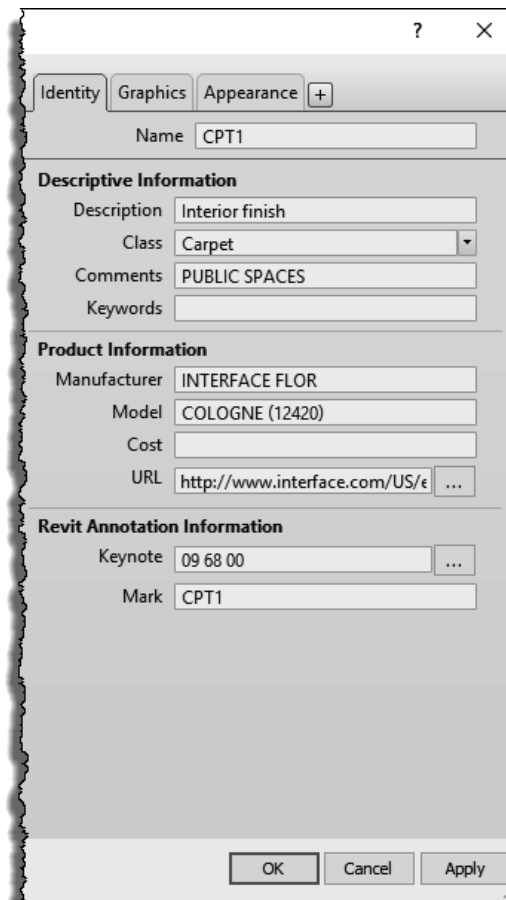 ?
Identity Graphics Appearance +
Name CPT1
Descriptive Information
Description Interior finish
Class Carpet
Comments PUBLIC SPACES
Keywords
Product Information
Manufacturer INTERFACE FLOR
Model COLOGNE (12420)
Cost
URL http://www.interface.com/US/e ...
Revit Annotation Information
Keynote 09 68 00 ...
Mark CPT1
OK Cancel Apply